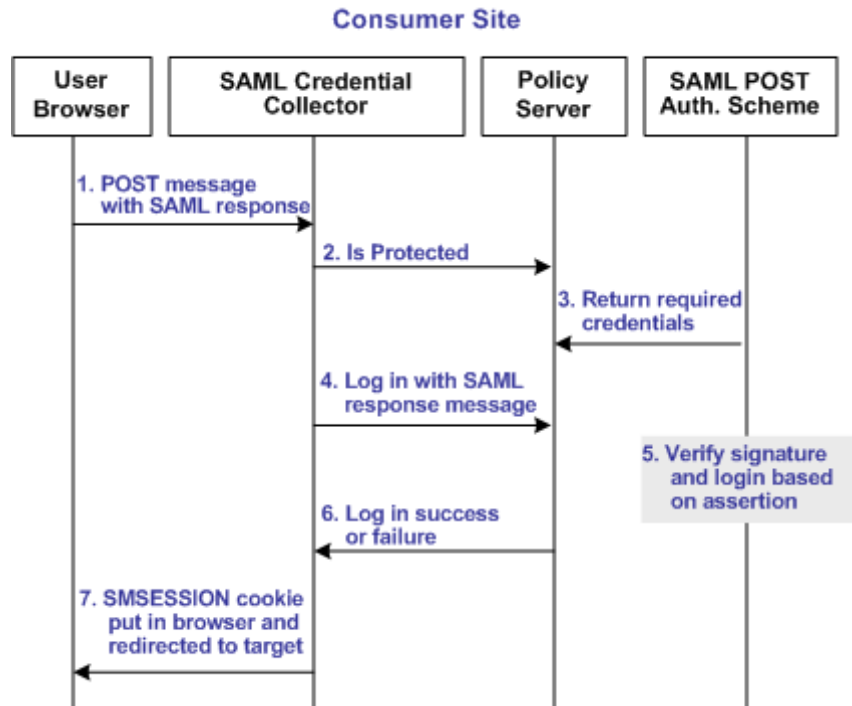 Consumer Site
User
Browser
SAML Credential
Collector
Policy
Server
SAML POST
Auth. Scheme
1. POST message
with SAML response
2. Is Protected
3. Return required
credentials
4. Log in with SAML
response message
5. Verify signature
and login based
on assertion
6. Log in success
or failure
7. SMSESSION cookie
put in browser and
redirected to target